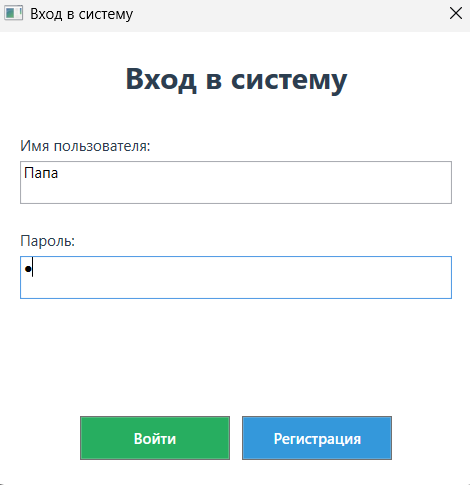 Вход в систему
Вход в систему
Имя пользователя:
Папа
Пароль:
●
Войти
Регистрация